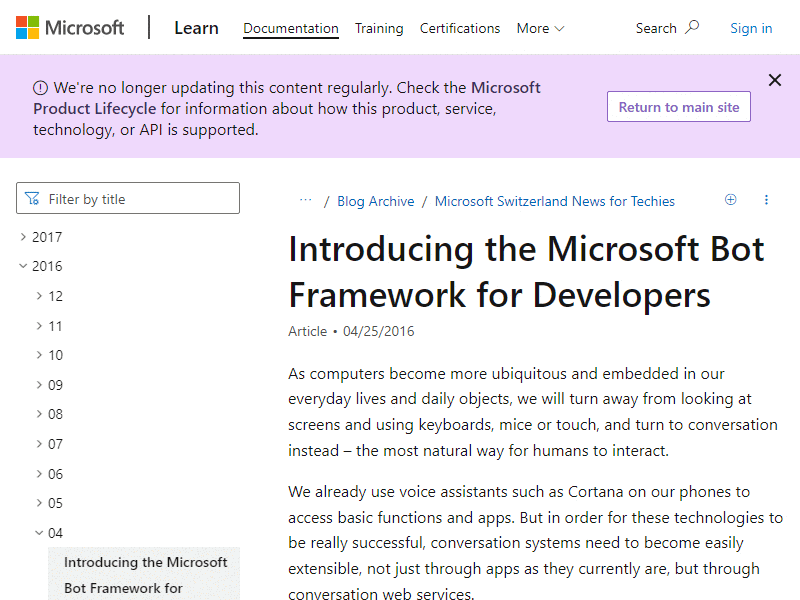 Microsoft Learn Documentation Training Certifications More Search Sign in
We're no longer updating this content regularly. Check the Microsoft
Product Lifecycle for information about how this product, service,
technology, or API is supported.
Return to main site
Filter by title
2017
2016
12
11
10
09
08
07
06
05
04
Introducing the Microsoft
Bot Framework for
... / Blog Archive / Microsoft Switzerland News for Techies
Introducing the Microsoft Bot
Framework for Developers
Article • 04/25/2016
As computers become more ubiquitous and embedded in our
everyday lives and daily objects, we will turn away from looking at
screens and using keyboards, mice or touch, and turn to conversation
instead – the most natural way for humans to interact.
We already use voice assistants such as Cortana on our phones to
access basic functions and apps. But in order for these technologies to
be really successful, conversation systems need to become easily
extensible, not just through apps as they currently are, but through
conversation web services.